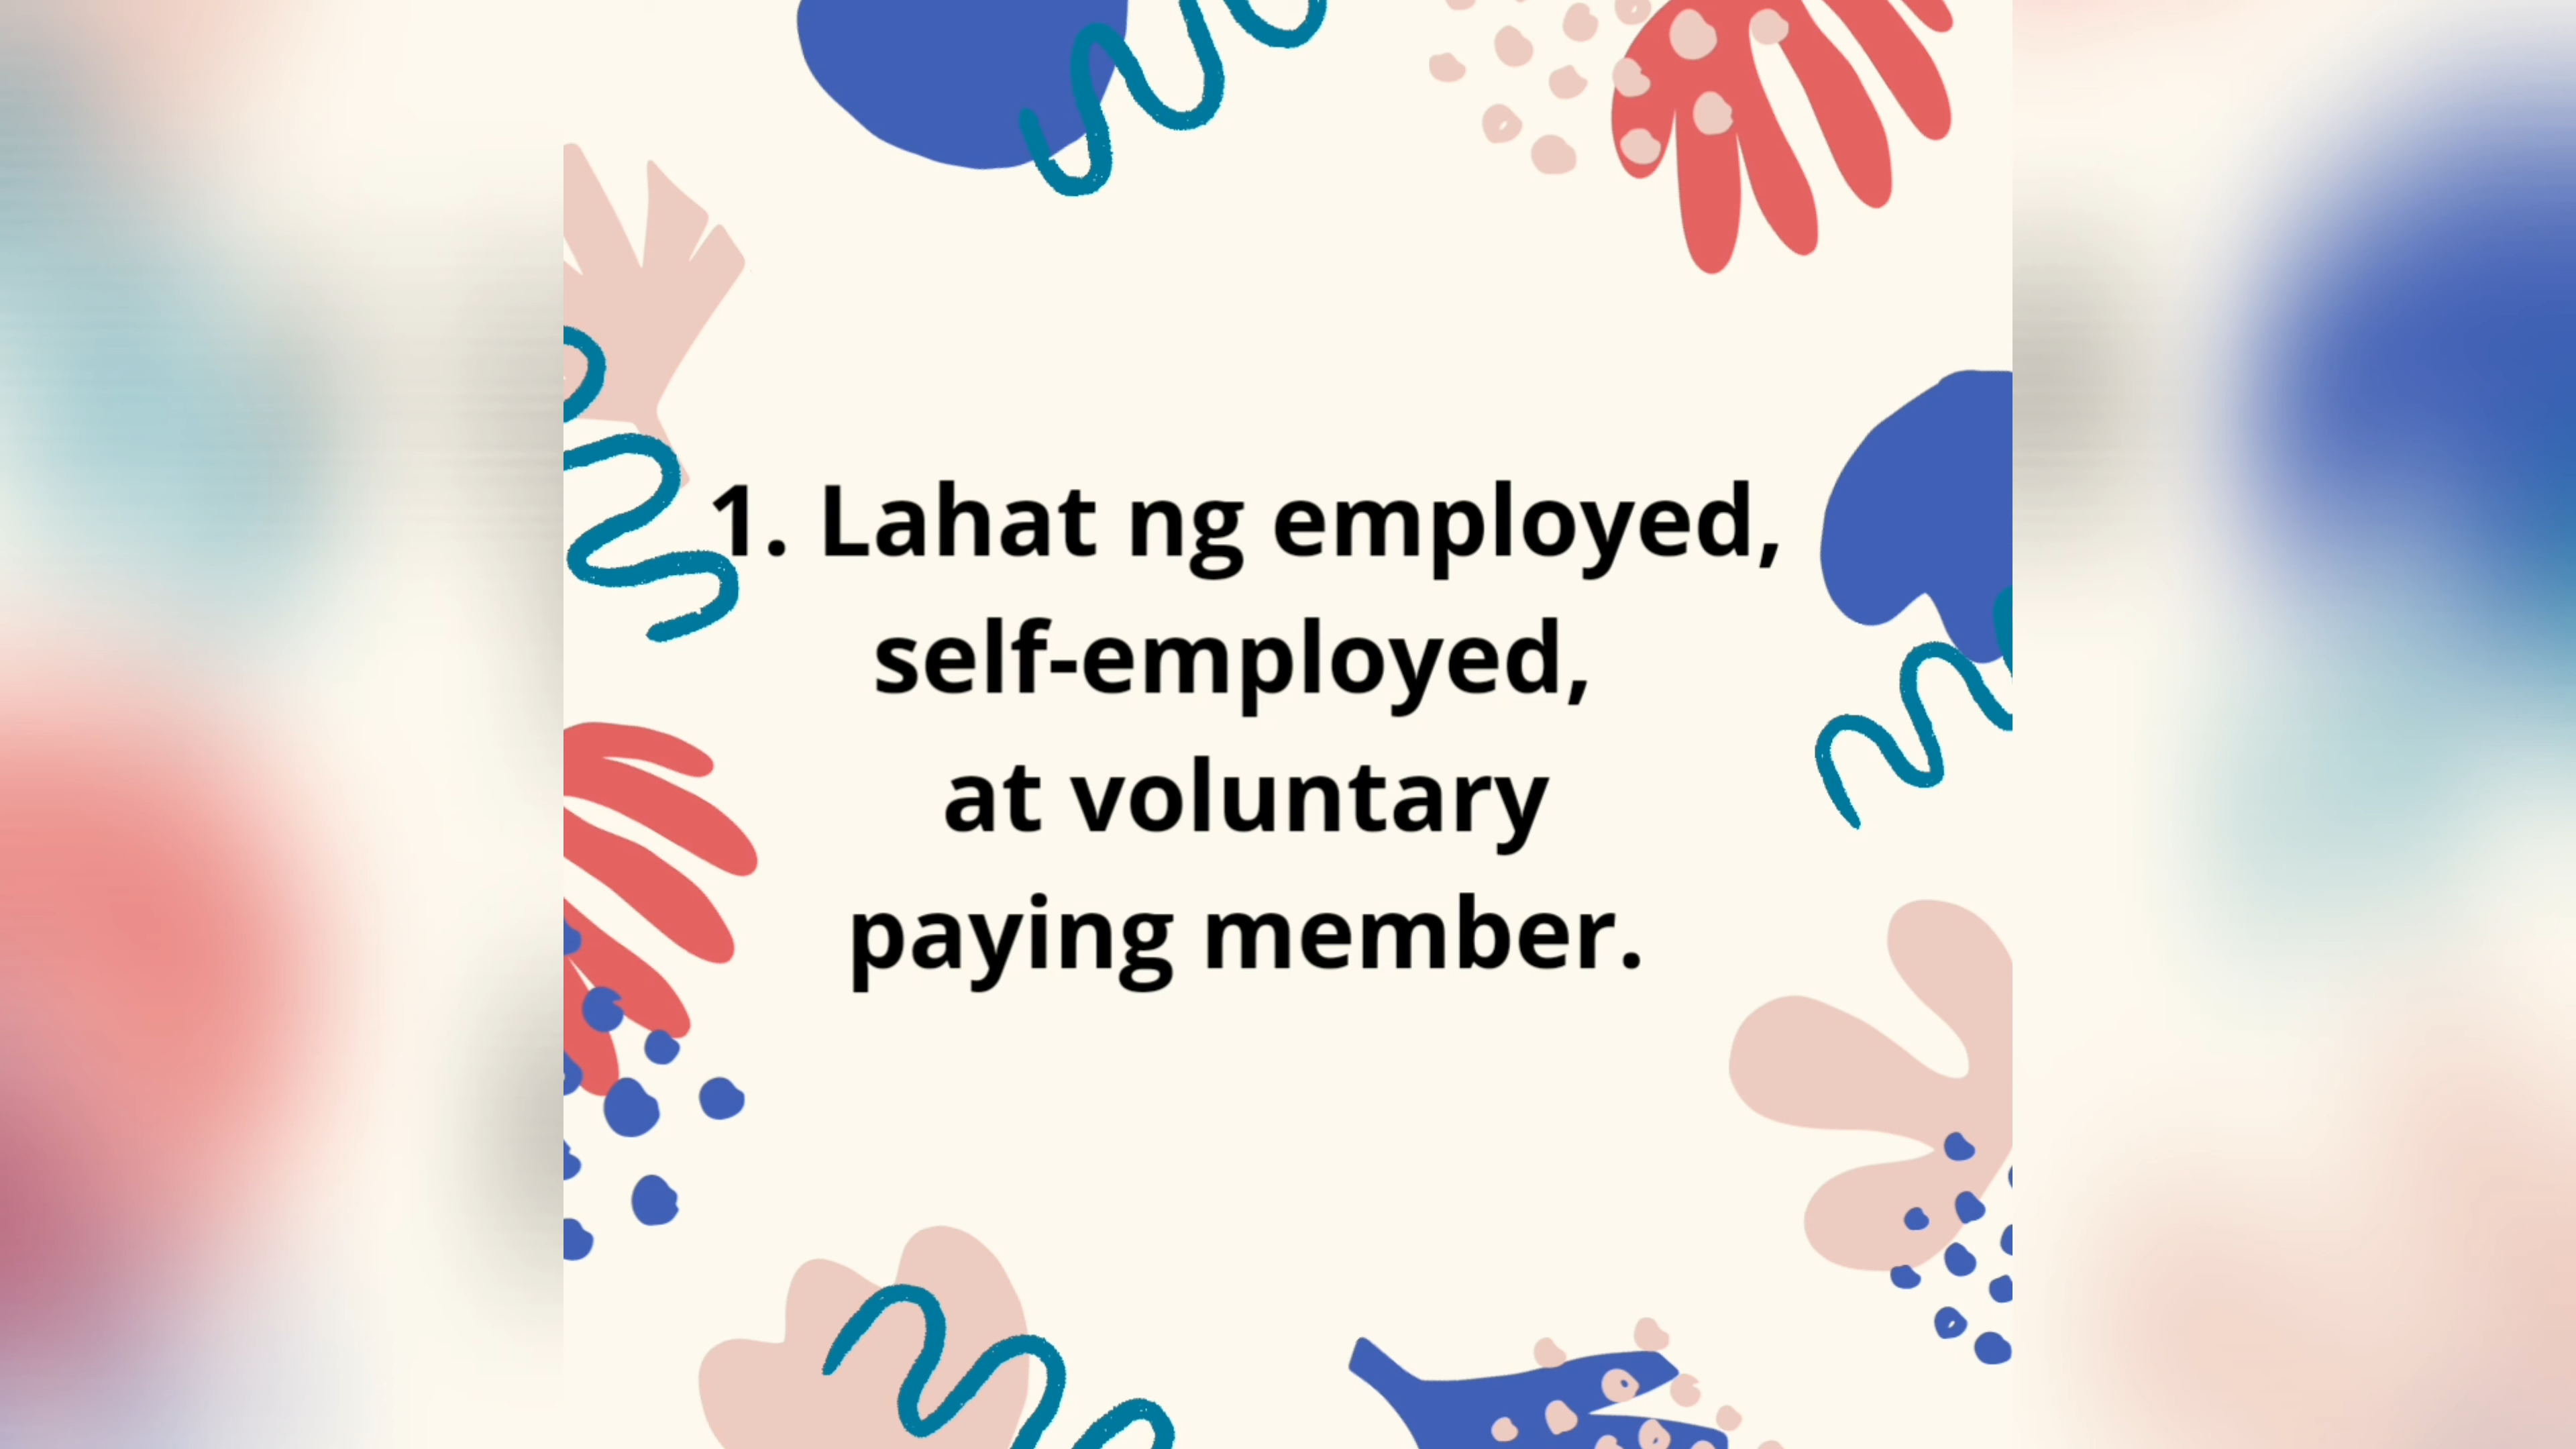 1. Lahat ng employed,
self-employed,
at voluntary
paying member.